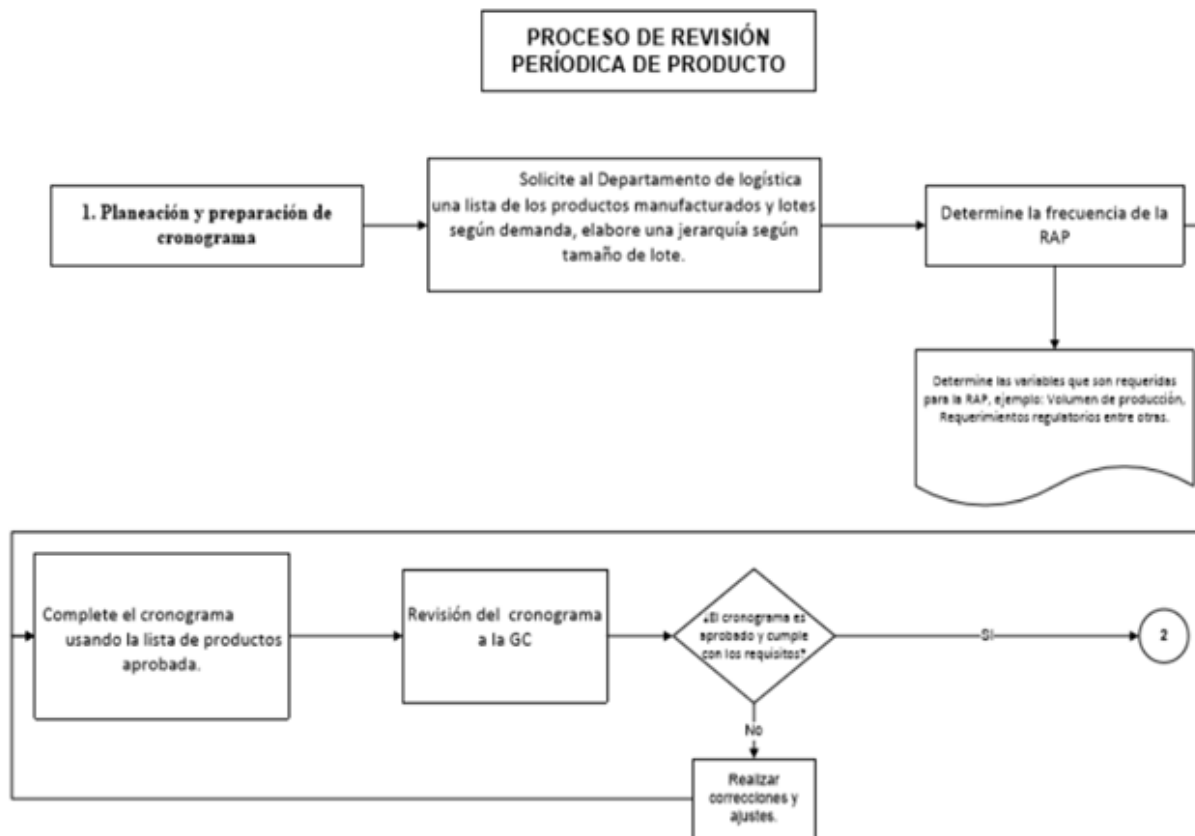 PROCESO DE REVISIÓN
PERÍODICA DE PRODUCTO
1. Planeación y preparación de
cronograma
Solicite al Departamento de logística
una lista de los productos manufacturados y lotes
según demanda, elabore una jerarquía según
tamaño de lote.
Determine la frecuencia de la
RAP
Determine las variables que son requeridas
para la RAP, ejemplo: Volumen de producción,
Requerimientos regulatorios entre otras.
Complete el cronograma
usando la lista de productos
aprobada.
Revisión del cronograma
a la GC
¿El cronograma es
aprobado y cumple
con los requisitos?
SI
2
No
Realizar
correcciones y
ajustes.